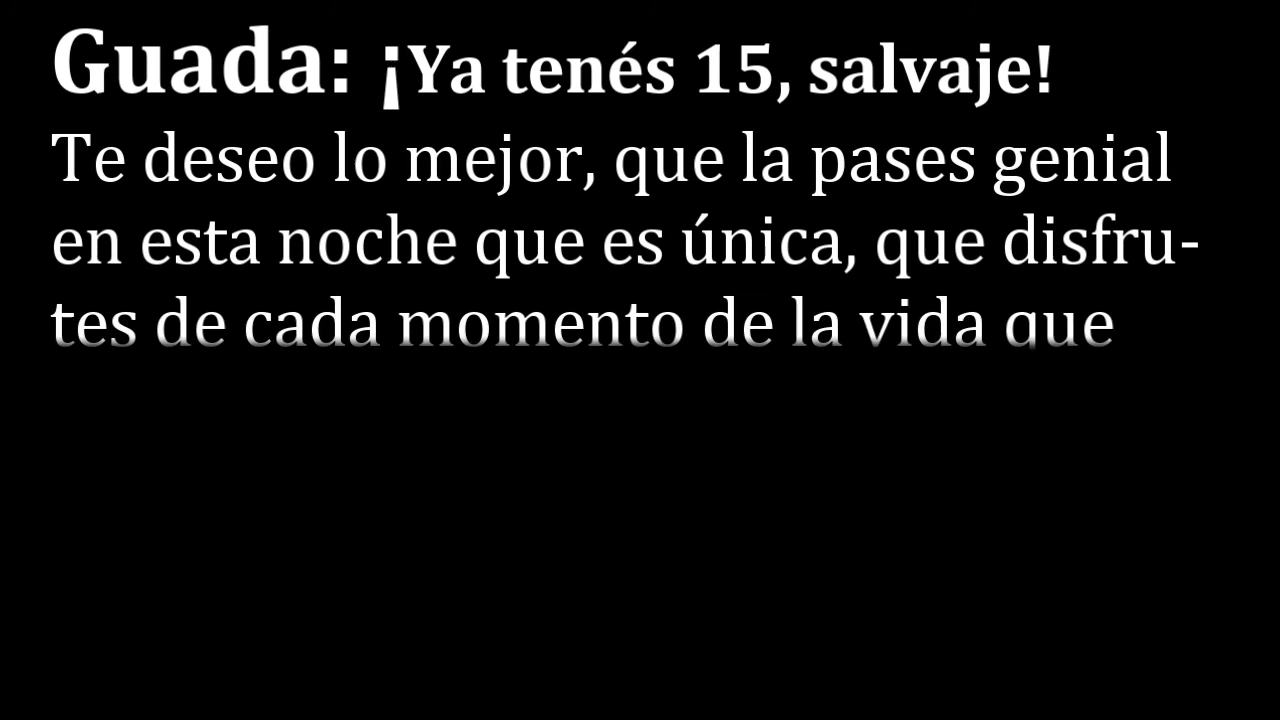 Guada: ¡Ya tenés 15, salvaje!
Te deseo lo mejor, que la pases genial
en esta noche que es única, que disfru-
tes de cada momento de la vida que